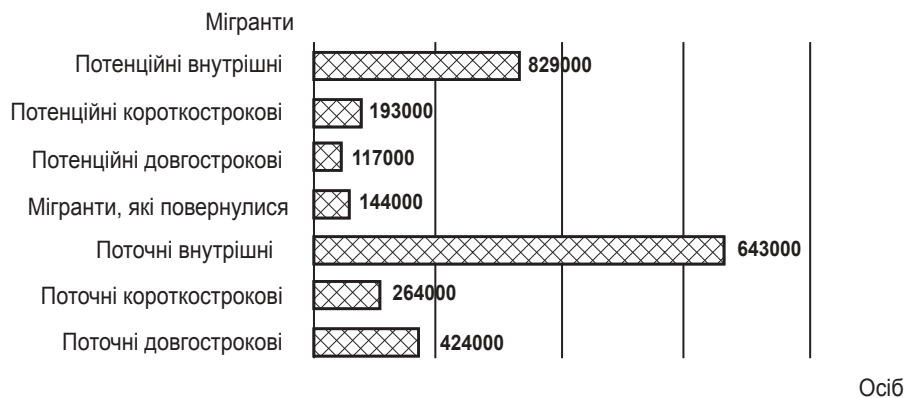 Мігранти
Потенційні внутрішні 829000
Потенційні короткострокові 193000
Потенційні довгострокові 117000
Мігранти, які повернулися 144000
Поточні внутрішні 643000
Поточні короткострокові 264000
Поточні довгострокові 424000
Осіб